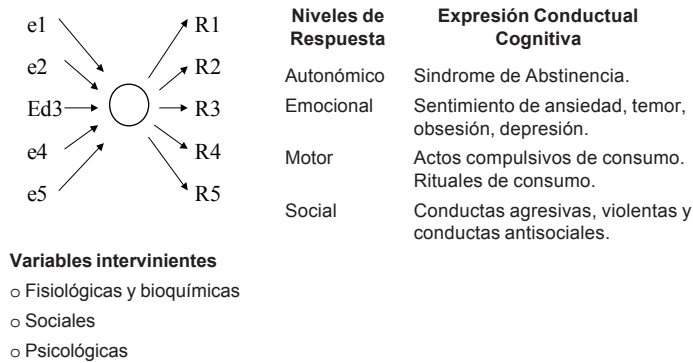 e1
e2
Ed3
e4
e5
R1
R2
R3
R4
R5
Niveles de Respuesta
Expresión Conductual Cognitiva
Autonómico Sindrome de Abstinencia.
Emocional Sentimiento de ansiedad, temor,
obsesión, depresión.
Motor Actos compulsivos de consumo.
Rituales de consumo.
Social Conductas agresivas, violentas y
conductas antisociales.
Variables intervinientes
o Fisiológicas y bioquímicas
o Sociales
o Psicológicas